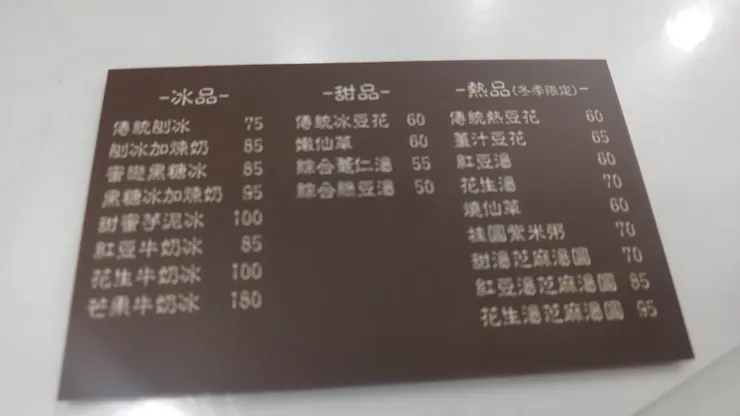 -冰品-
傳統刨冰 75
刨冰加煉奶 85
蜜戀黑糖冰 85
黑糖冰加煉奶 95
甜蜜芋泥冰 100
紅豆牛奶冰 85
花生牛奶冰 100
芒果牛奶冰 180
-甜品-
傳統冰豆花 60
嫩仙草 60
綜合薏仁湯 55
綜合綠豆湯 50
-熱品(冬季限定)-
傳統熱豆花 60
薑汁豆花 65
紅豆湯 60
花生湯 70
燒仙草 60
桂圓紫米粥 70
甜湯芝麻湯圓 70
紅豆湯芝麻湯圓 85
花生湯芝麻湯圓 95